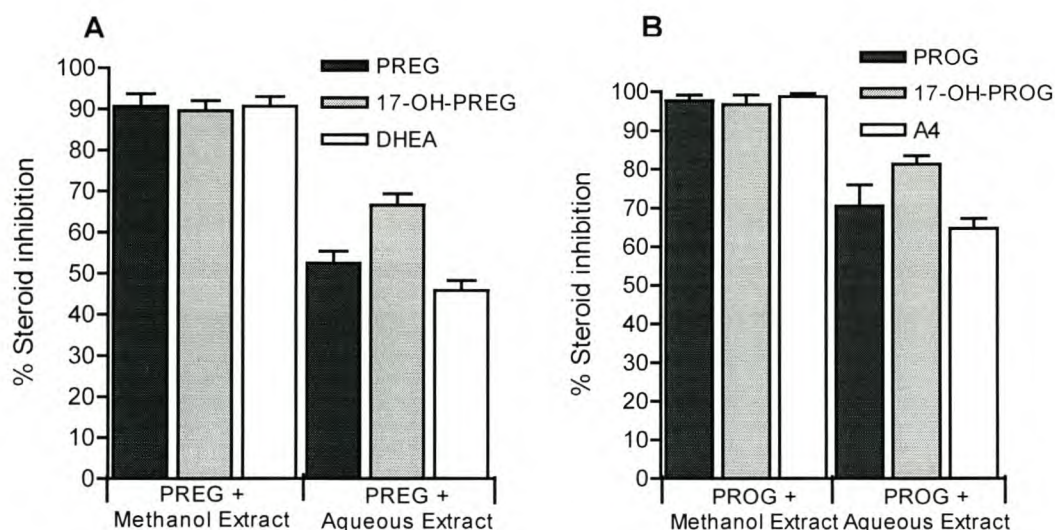 A
PREG
17-OH-PREG
DHEA
% Steroid inhibition
100
90
80
70
60
50
40
30
20
10
0
PREG +
Methanol Extract
PREG +
Aqueous Extract
B
PROG
17-OH-PROG
A4
% Steroid inhibition
100
90
80
70
60
50
40
30
20
10
0
PROG +
Methanol Extract
PROG +
Aqueous Extract